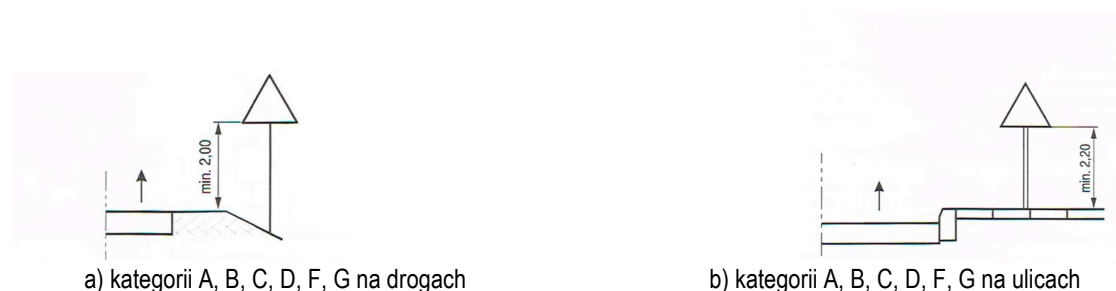 min. 2,00
min. 2,20
a) kategorii A, B, C, D, F, G na drogach
b) kategorii A, B, C, D, F, G na ulicach